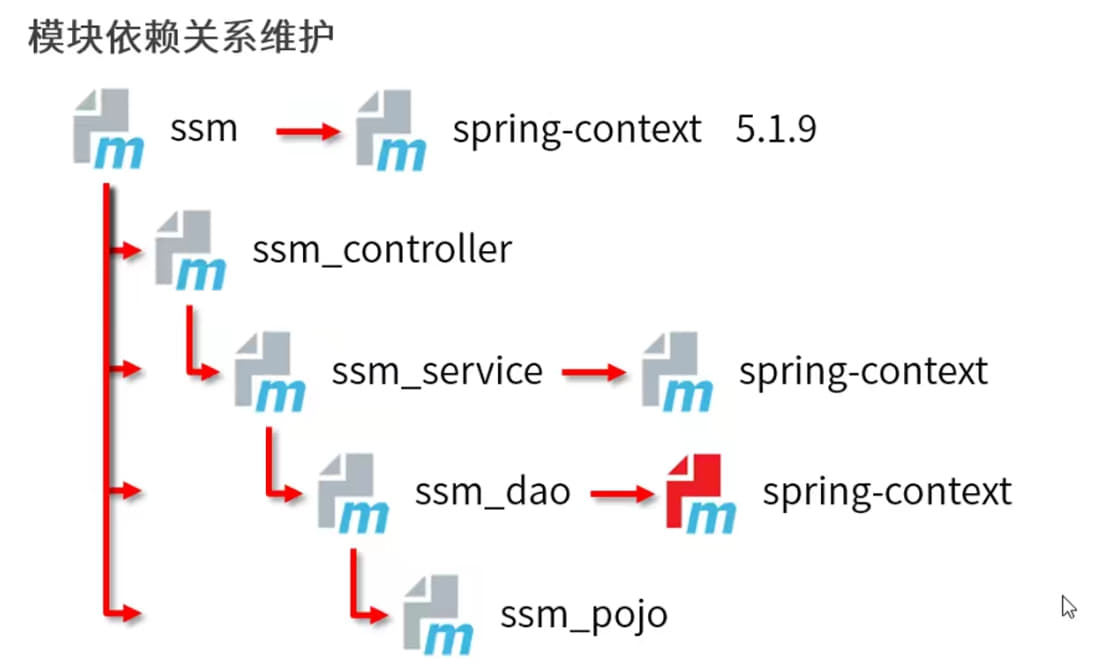 模块依赖关系维护
m ssm m spring-context 5.1.9
m ssm_controller
m ssm_service m spring-context
m ssm_dao m spring-context
m ssm_pojo